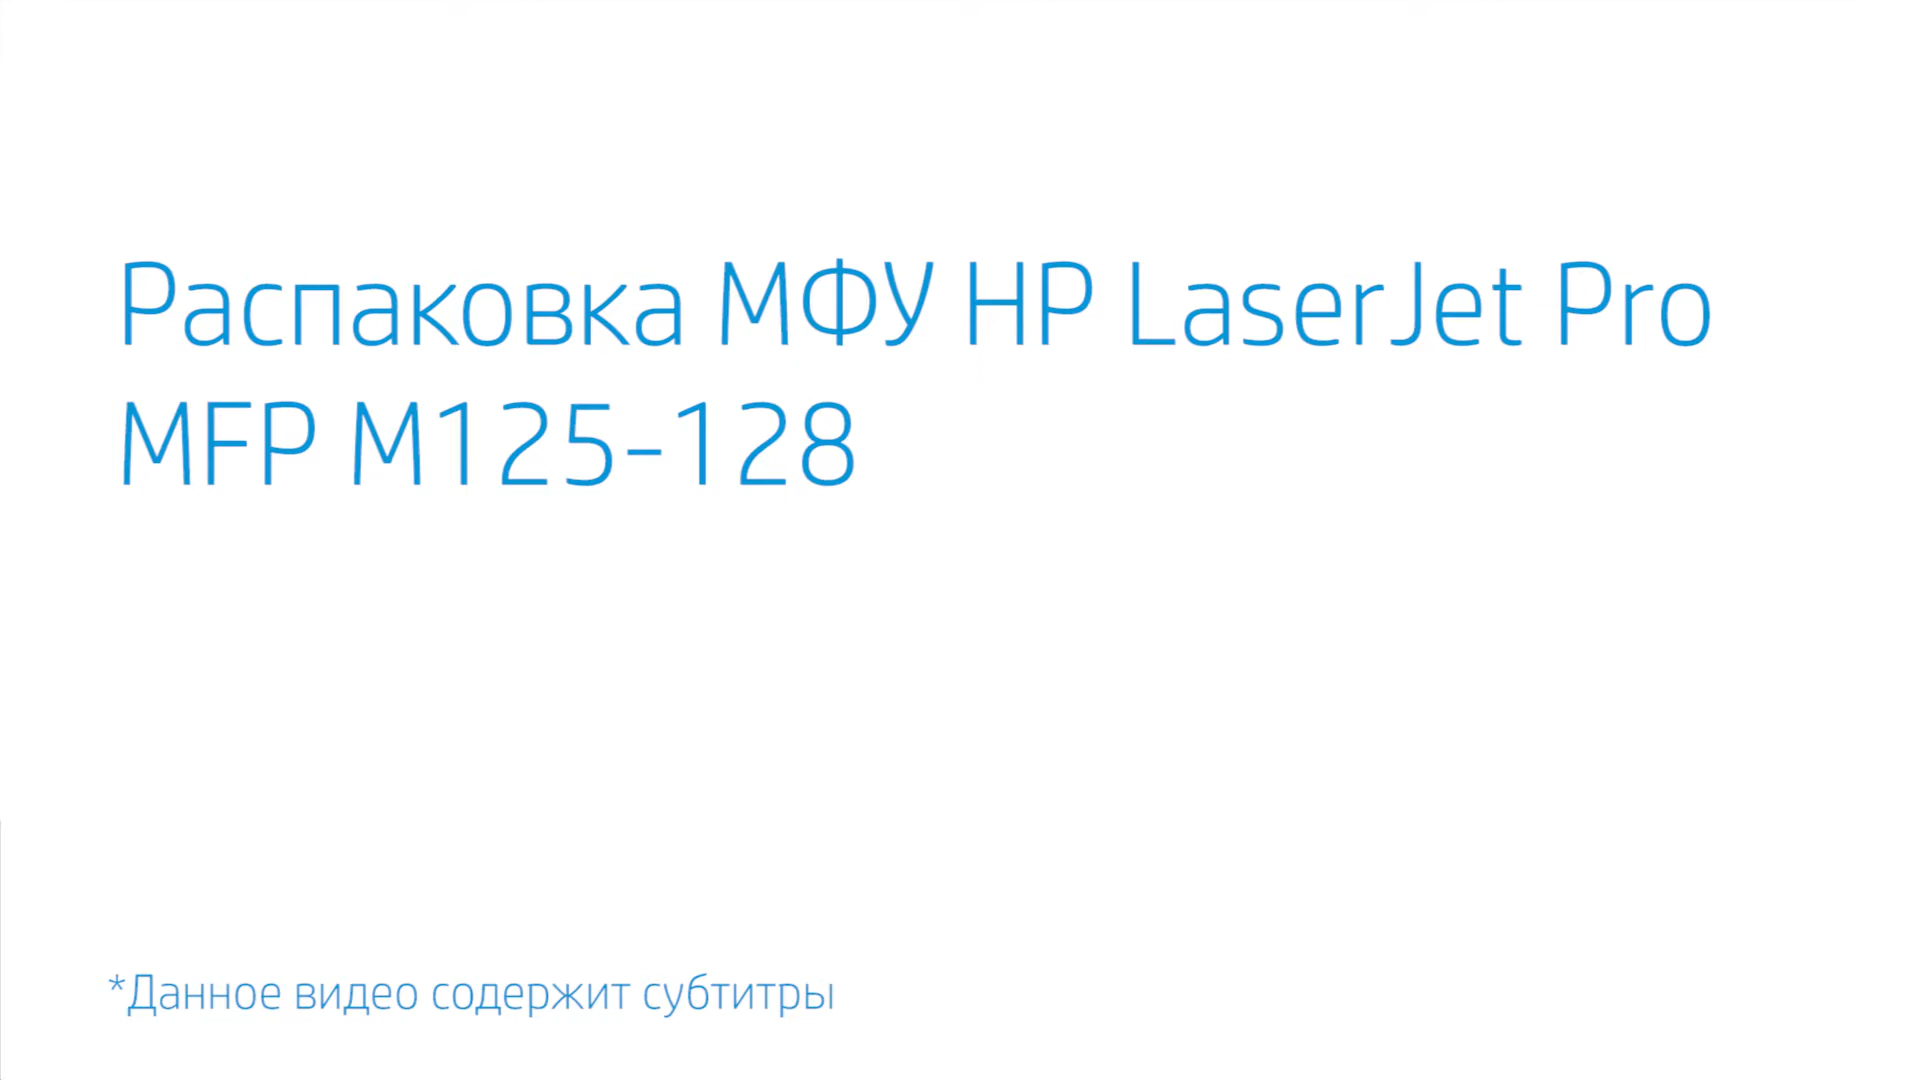 Распаковка МФУ HP LaserJet Pro
MFP M125-128
*Данное видео содержит субтитры